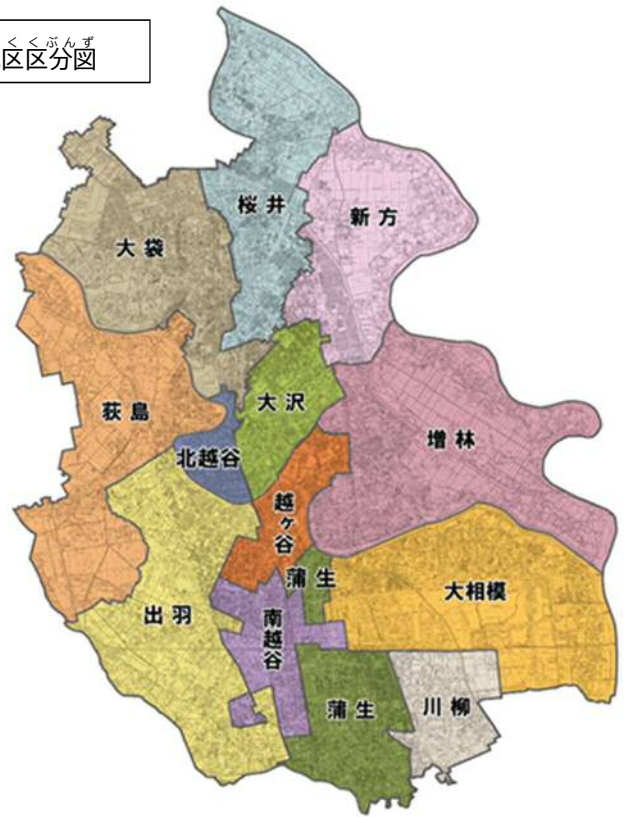 くくぶんず
区区分図
桜井
新方
大袋
荻島
大沢
増林
北越谷
越ヶ谷
蒲生
大相模
出羽
南越谷
蒲生
川柳